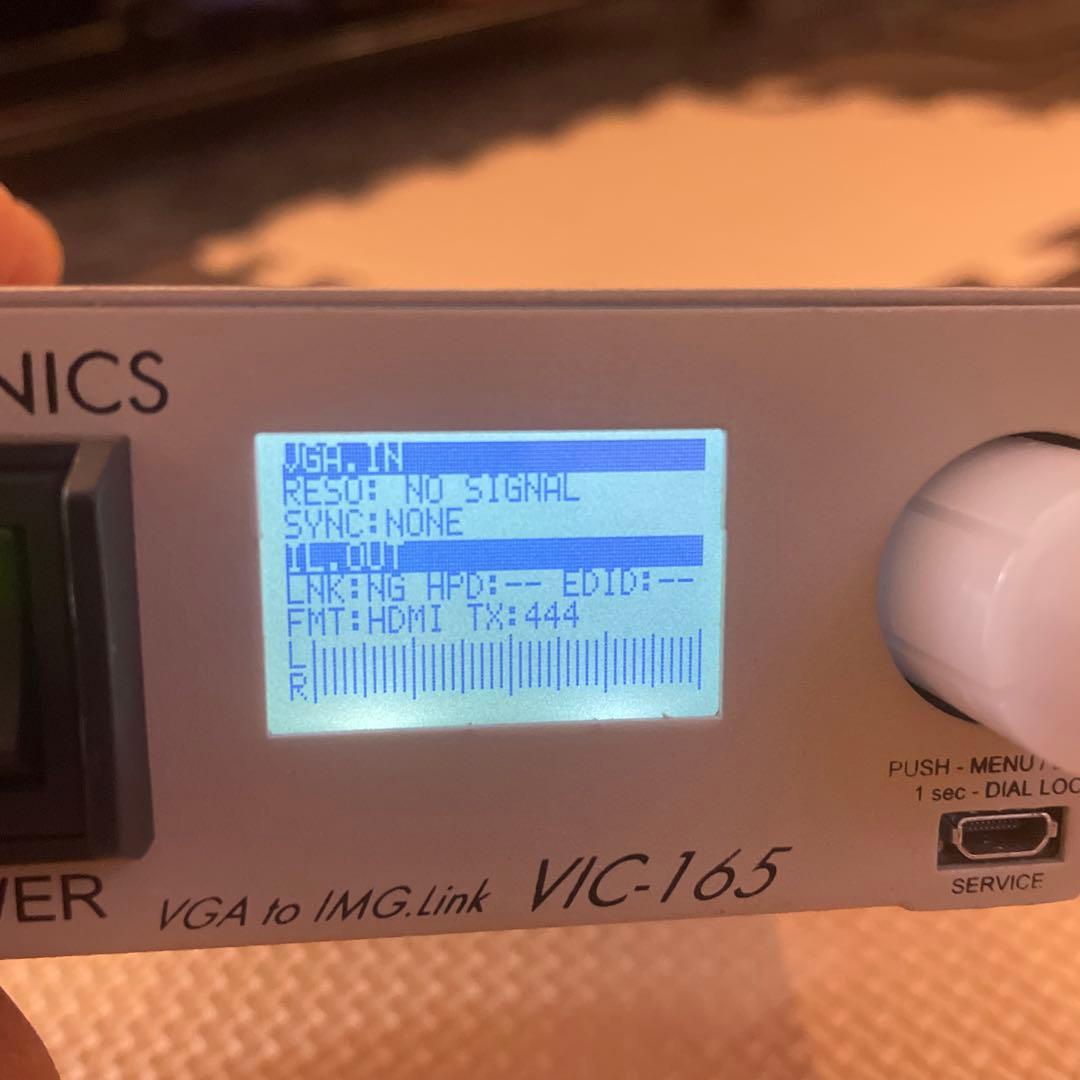 NICS
VGA.IN
RESO: NO SIGNAL
SYNC:NONE
IL.OUT
LNK:NG HPD:-- EDID:--
FMT:HDMI TX:444
L
R
PUSH - MENU /
1 sec - DIAL LOC
SERVICE
WER
VGA to IMG.Link VIC-165